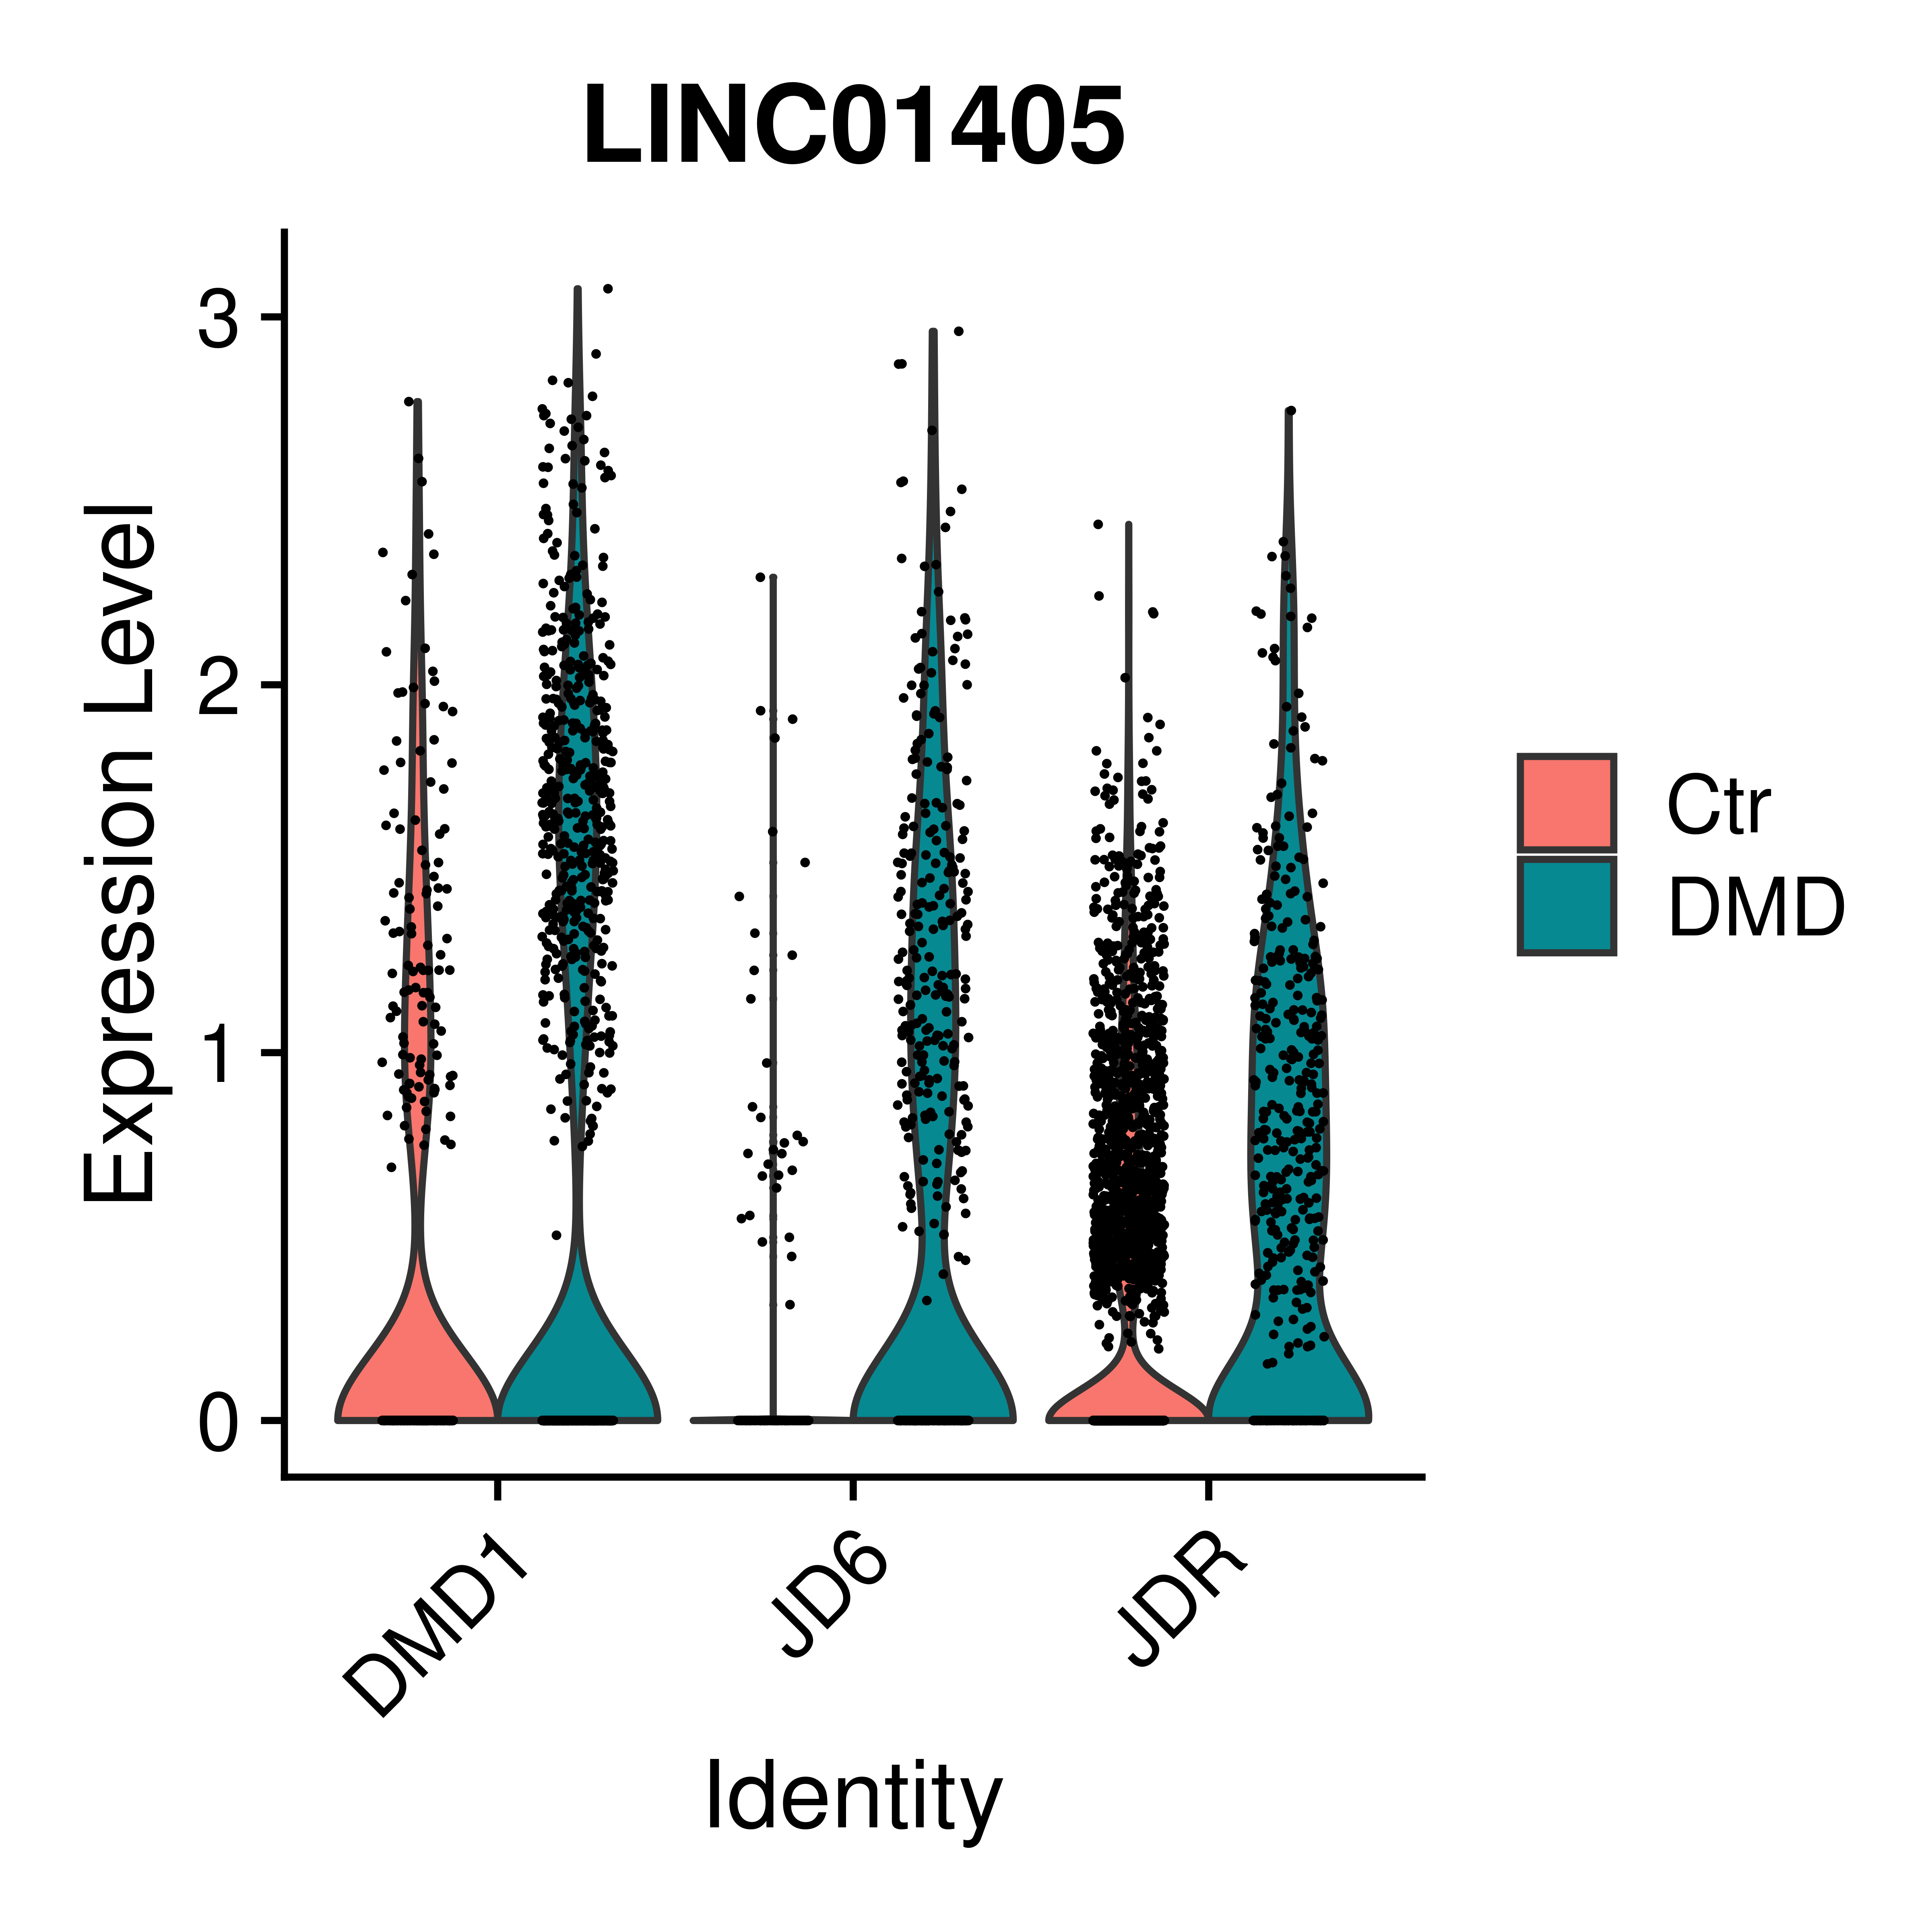 LINC01405
Expression Level
3
2
1
0
Ctr
DMD
DMD1
JD6
JDR
Identity